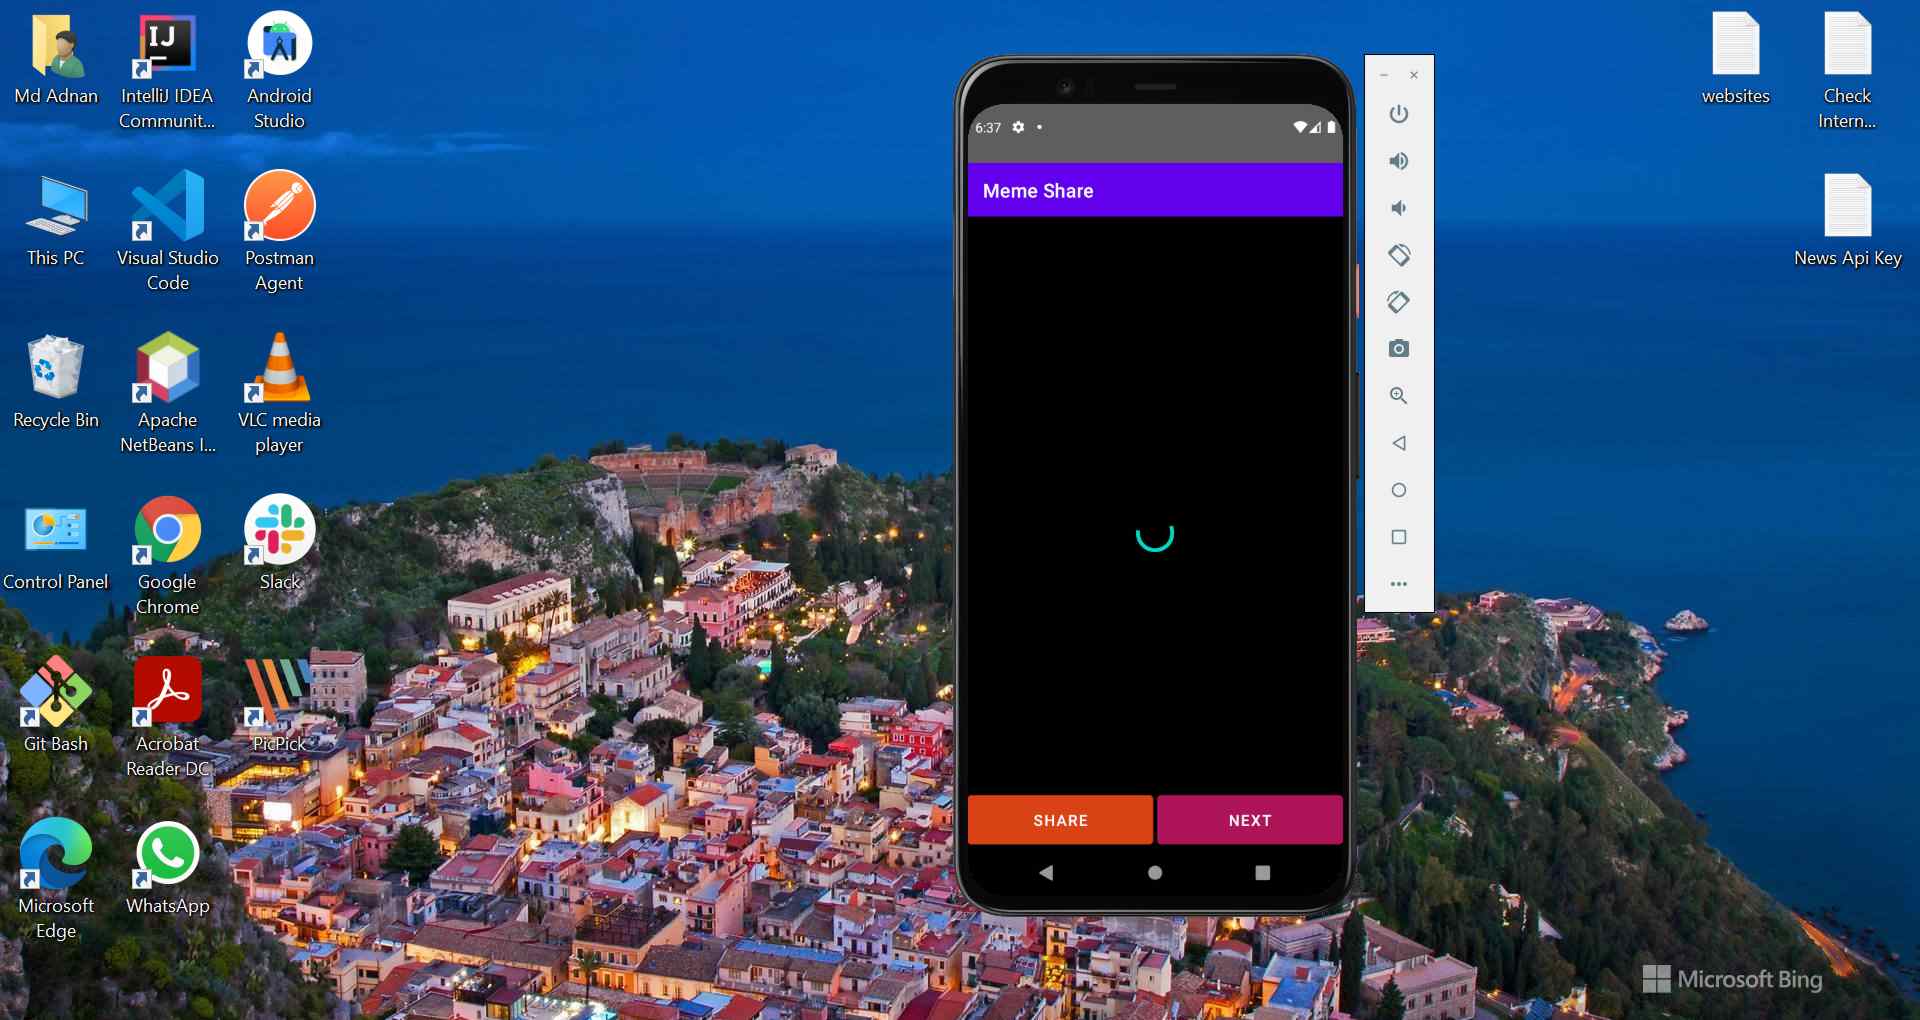 Md Adnan
IntelliJ IDEA
Communit...
Android
Studio
This PC
Visual Studio
Code
Postman
Agent
Recycle Bin
Apache
NetBeans I...
VLC media
player
Control Panel
Google
Chrome
Slack
Git Bash
Acrobat
Reader DC
PicPick
Microsoft
Edge
WhatsApp
IJ
6:37
Meme Share
SHARE
NEXT
websites
Check
Intern...
News Api Key
Microsoft Bing